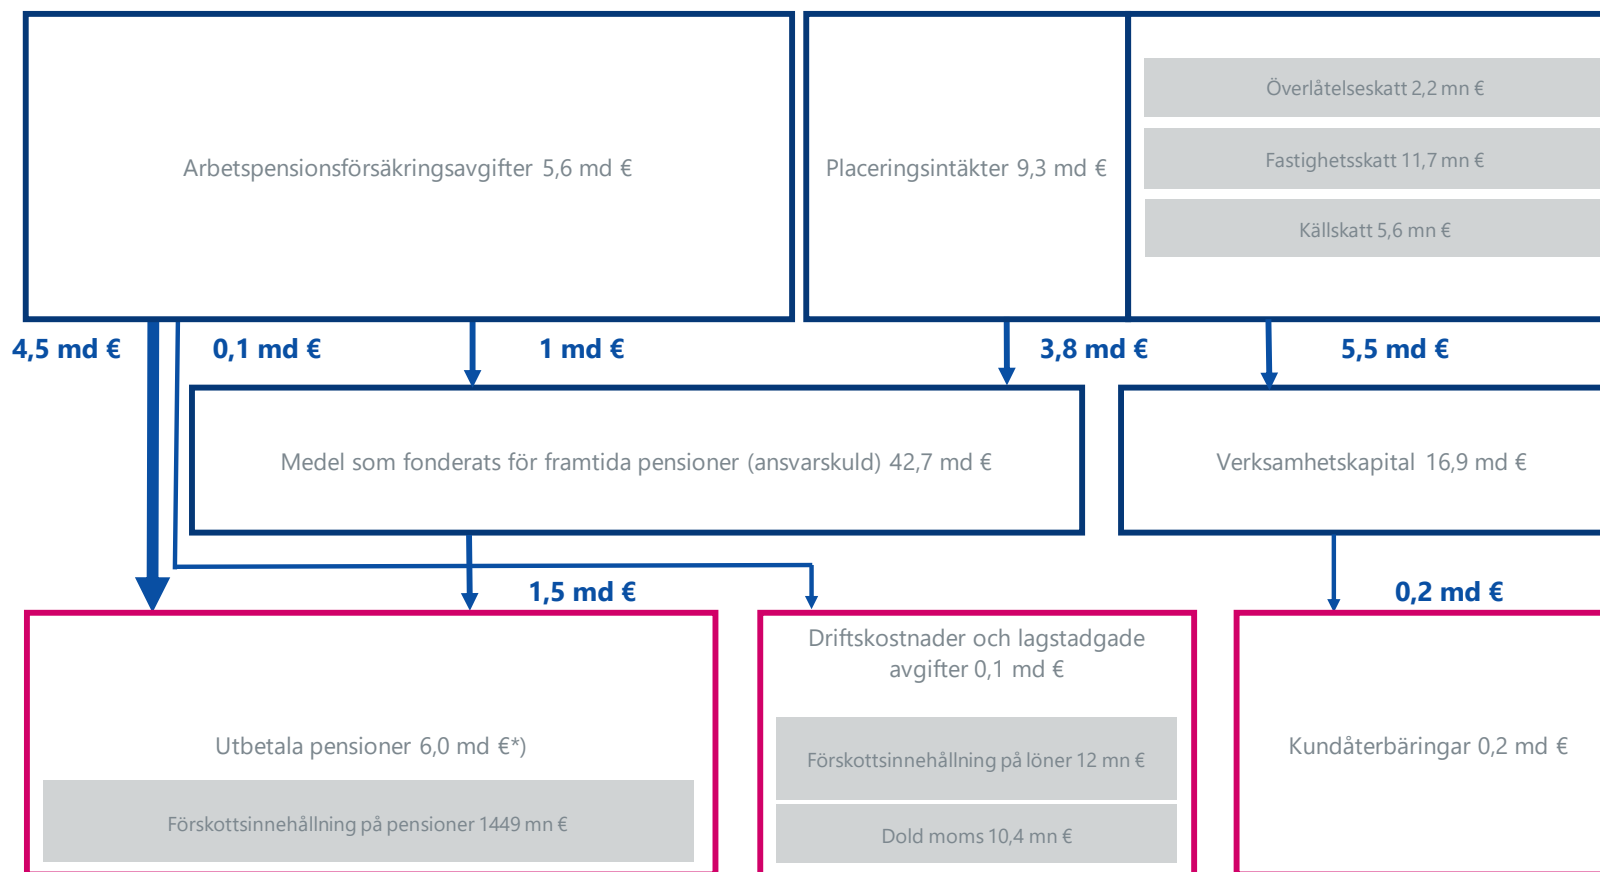 Arbetspensionsförsäkringsavgifter 5,6 md €
Placeringsintäkter 9,3 md €
Överlåtelseskatt 2,2 mn €
Fastighetsskatt 11,7 mn €
Källskatt 5,6 mn €
4,5 md €
0,1 md €
1 md €
3,8 md €
5,5 md €
Medel som fonderats för framtida pensioner (ansvarskuld) 42,7 md €
Verksamhetskapital 16,9 md €
1,5 md €
0,2 md €
Utbetala pensioner 6,0 md €*)
Förskottsinnehållning på pensioner 1449 mn €
Driftskostnader och lagstadgade
avgifter 0,1 md €
Förskottsinnehållning på löner 12 mn €
Dold moms 10,4 mn €
Kundåterbäringar 0,2 md €